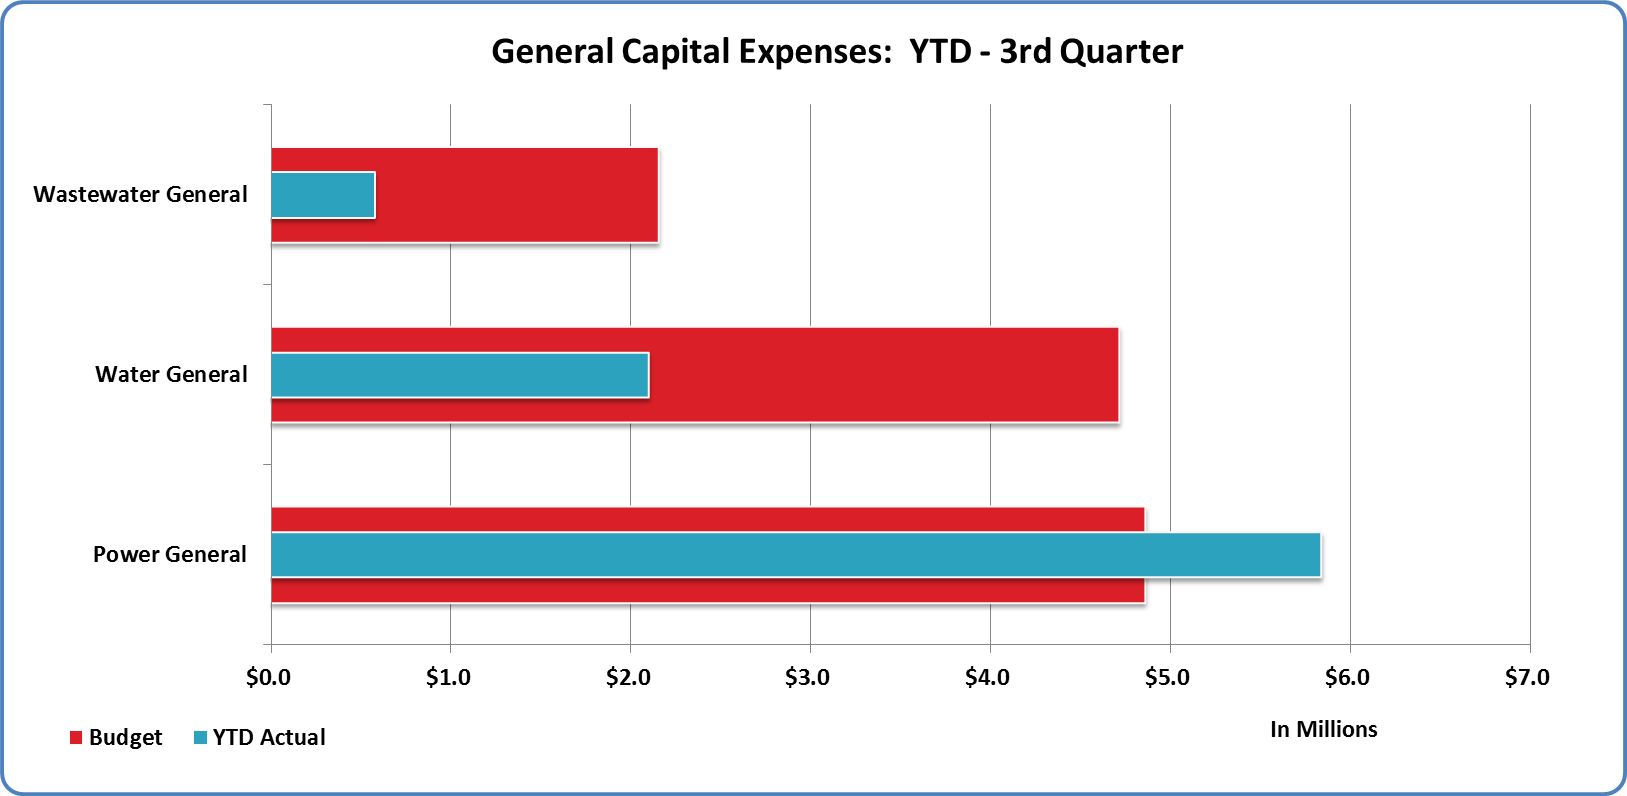 General Capital Expenses:  YTD - 3rd Quarter
Wastewater General
Water General
Power General
$0.0 $1.0 $2.0 $3.0 $4.0 $5.0 $6.0 $7.0
In Millions
Budget YTD Actual